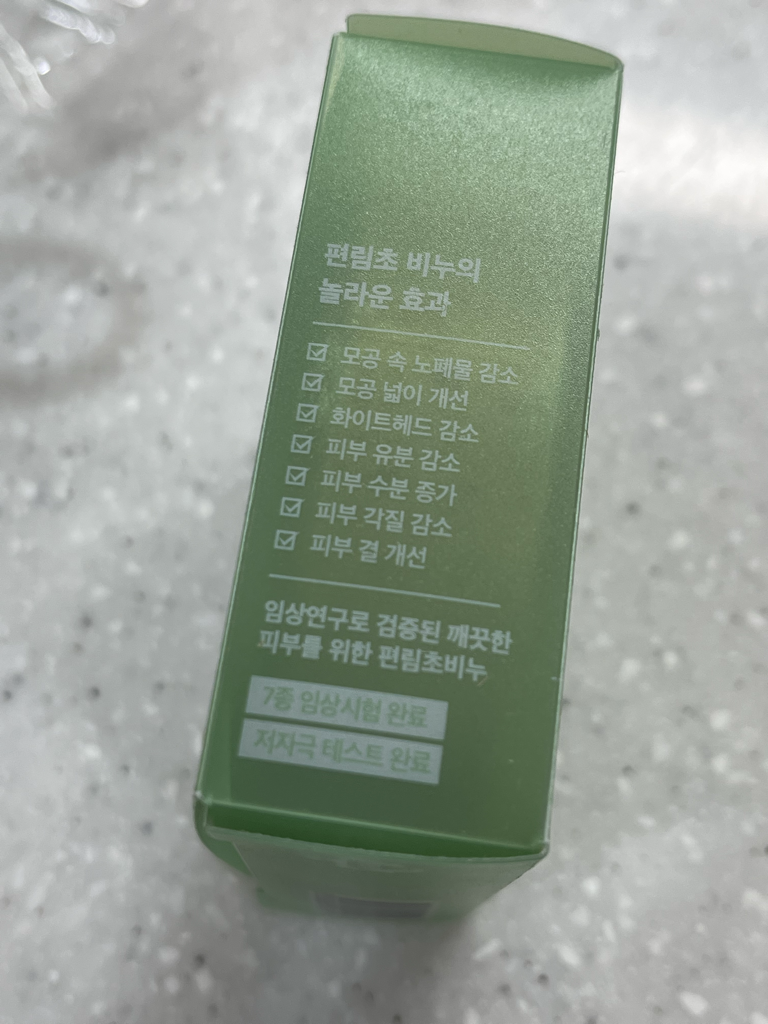 편림초 비누의
놀라운 효과
모공 속 노폐물 감소
모공 넓이 개선
화이트헤드 감소
피부 유분 감소
피부 수분 증가
피부 각질 감소
피부 결 개선
임상연구로 검증된 깨끗한
피부를 위한 편림초비누
7종 임상시험 완료
저자극 테스트 완료